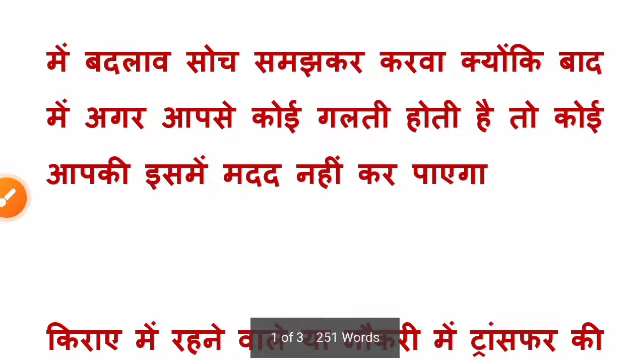 में बदलाव सोच समझकर करवा क्योंकि बाद
में अगर आपसे कोई गलती होती है तो कोई
आपकी इसमें मदद नहीं कर पाएगा
किराए में रहने वाले या नौकरी में ट्रांसफर की
1 of 3 251 Words